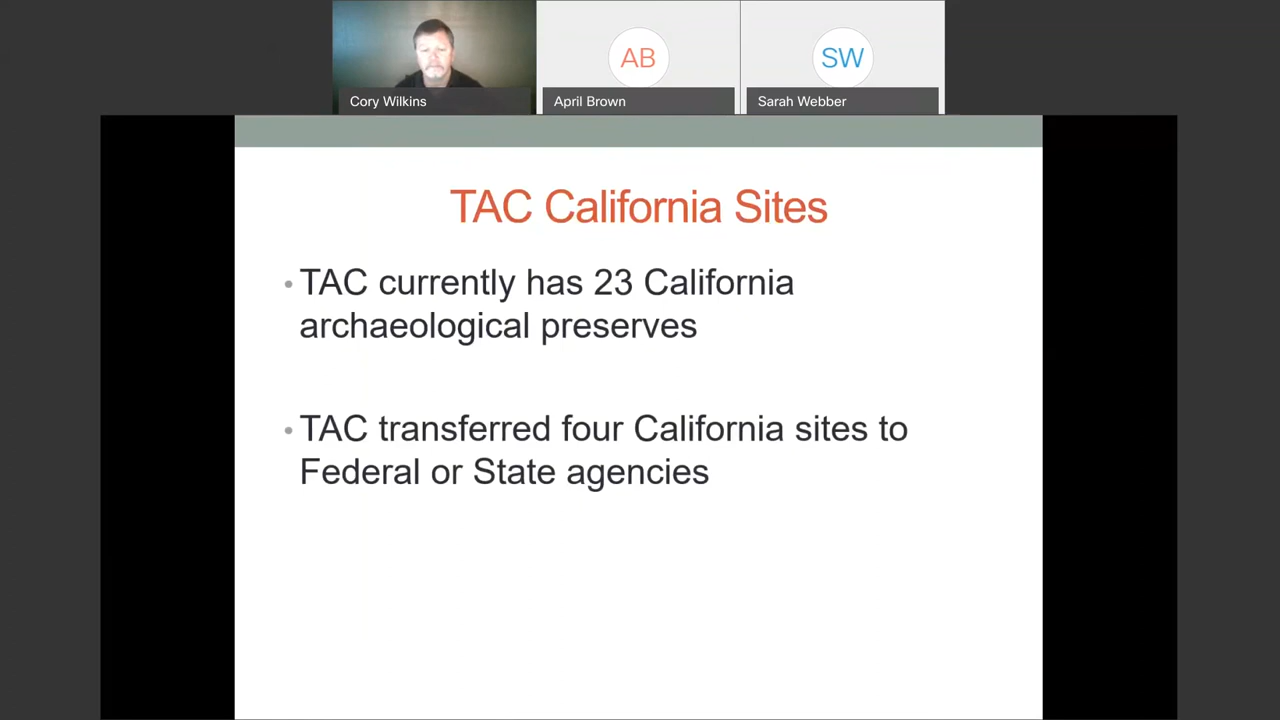 AB
SW
Cory Wilkins
April Brown
Sarah Webber
TAC California Sites
• TAC currently has 23 California
archaeological preserves
• TAC transferred four California sites to
Federal or State agencies